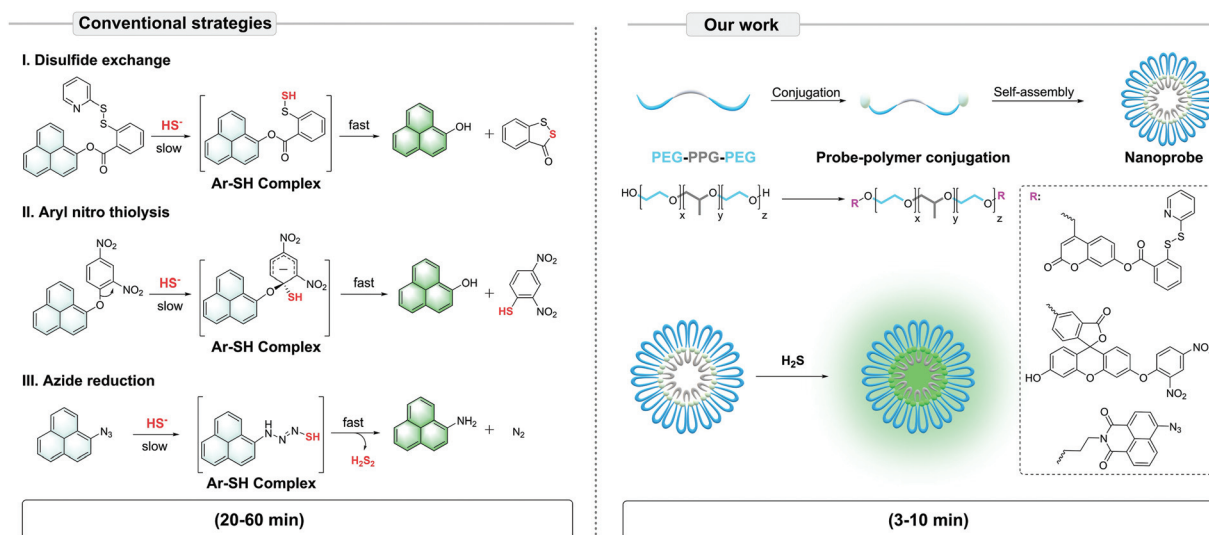 Conventional strategies
I. Disulfide exchange
N
S
S
O
O
HS-
slow
SH
S
O
O
Ar-SH Complex
fast
OH
+
S
S
O
II. Aryl nitro thiolysis
NO2
NO2
O
HS-
slow
NO2
NO2
O
SH
Ar-SH Complex
fast
OH
+
NO2
HS
NO2
III. Azide reduction
N3
HS-
slow
H
N
N
N
SH
Ar-SH Complex
fast
H2S2
NH2
+
N2
(20-60 min)
Our work
Conjugation
Self-assembly
PEG-PPG-PEG
Probe-polymer conjugation
Nanoprobe
HO
O
x
O
y
O
H
z
R
O
O
x
O
y
O
R
z
H2S
R:
N
S
S
O
O
O
O
O
O
HO
O
O
NO
NO2
O
N
O
N3
(3-10 min)